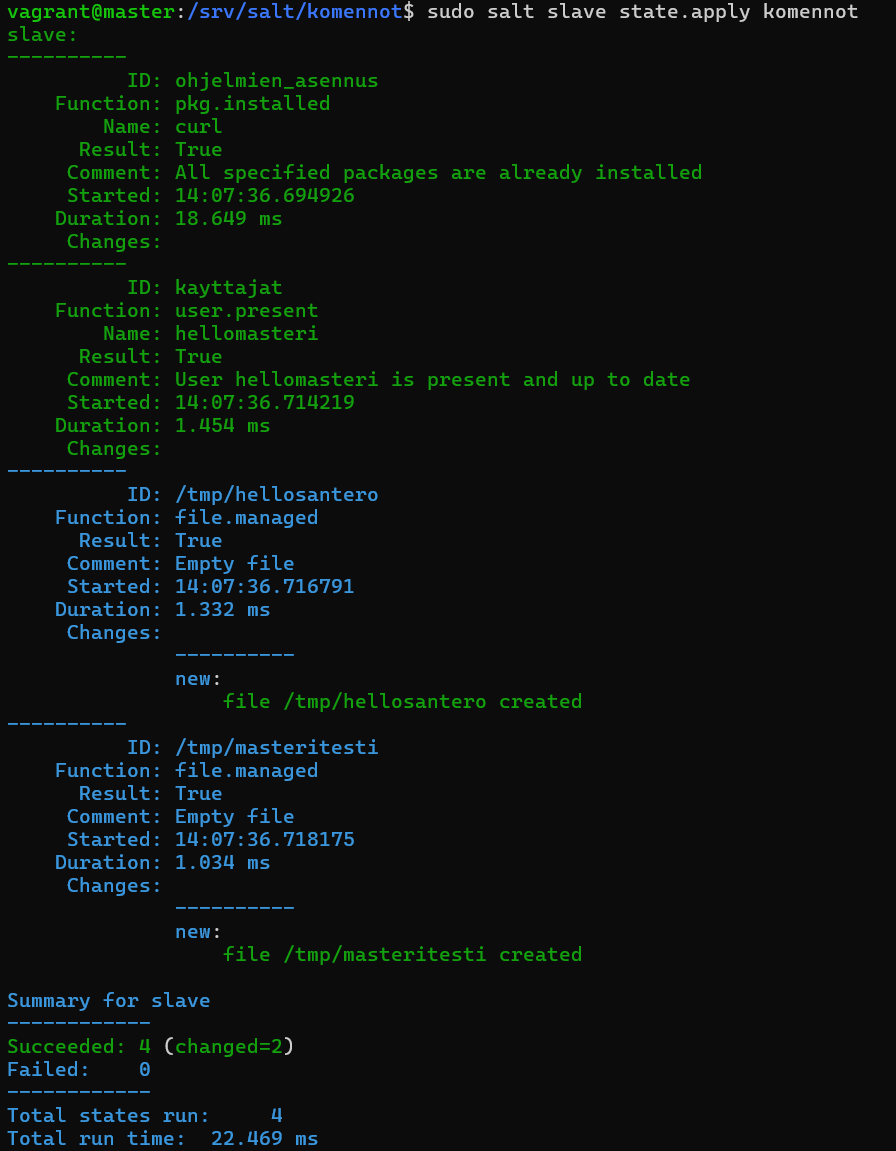 vagrant@master:/srv/salt/komennot$ sudo salt slave state.apply komennot
slave:
----------
          ID: ohjelmien_asennus
    Function: pkg.installed
        Name: curl
      Result: True
     Comment: All specified packages are already installed
     Started: 14:07:36.694926
    Duration: 18.649 ms
     Changes:
----------
          ID: kayttajat
    Function: user.present
        Name: hellomasteri
      Result: True
     Comment: User hellomasteri is present and up to date
     Started: 14:07:36.714219
    Duration: 1.454 ms
     Changes:
----------
          ID: /tmp/hellosantero
    Function: file.managed
      Result: True
     Comment: Empty file
     Started: 14:07:36.716791
    Duration: 1.332 ms
     Changes:
              ----------
              new:
                  file /tmp/hellosantero created
----------
          ID: /tmp/masteritesti
    Function: file.managed
      Result: True
     Comment: Empty file
     Started: 14:07:36.718175
    Duration: 1.034 ms
     Changes:
              ----------
              new:
                  file /tmp/masteritesti created

Summary for slave
------------
Succeeded: 4 (changed=2)
Failed:    0
------------
Total states run:     4
Total run time:  22.469 ms